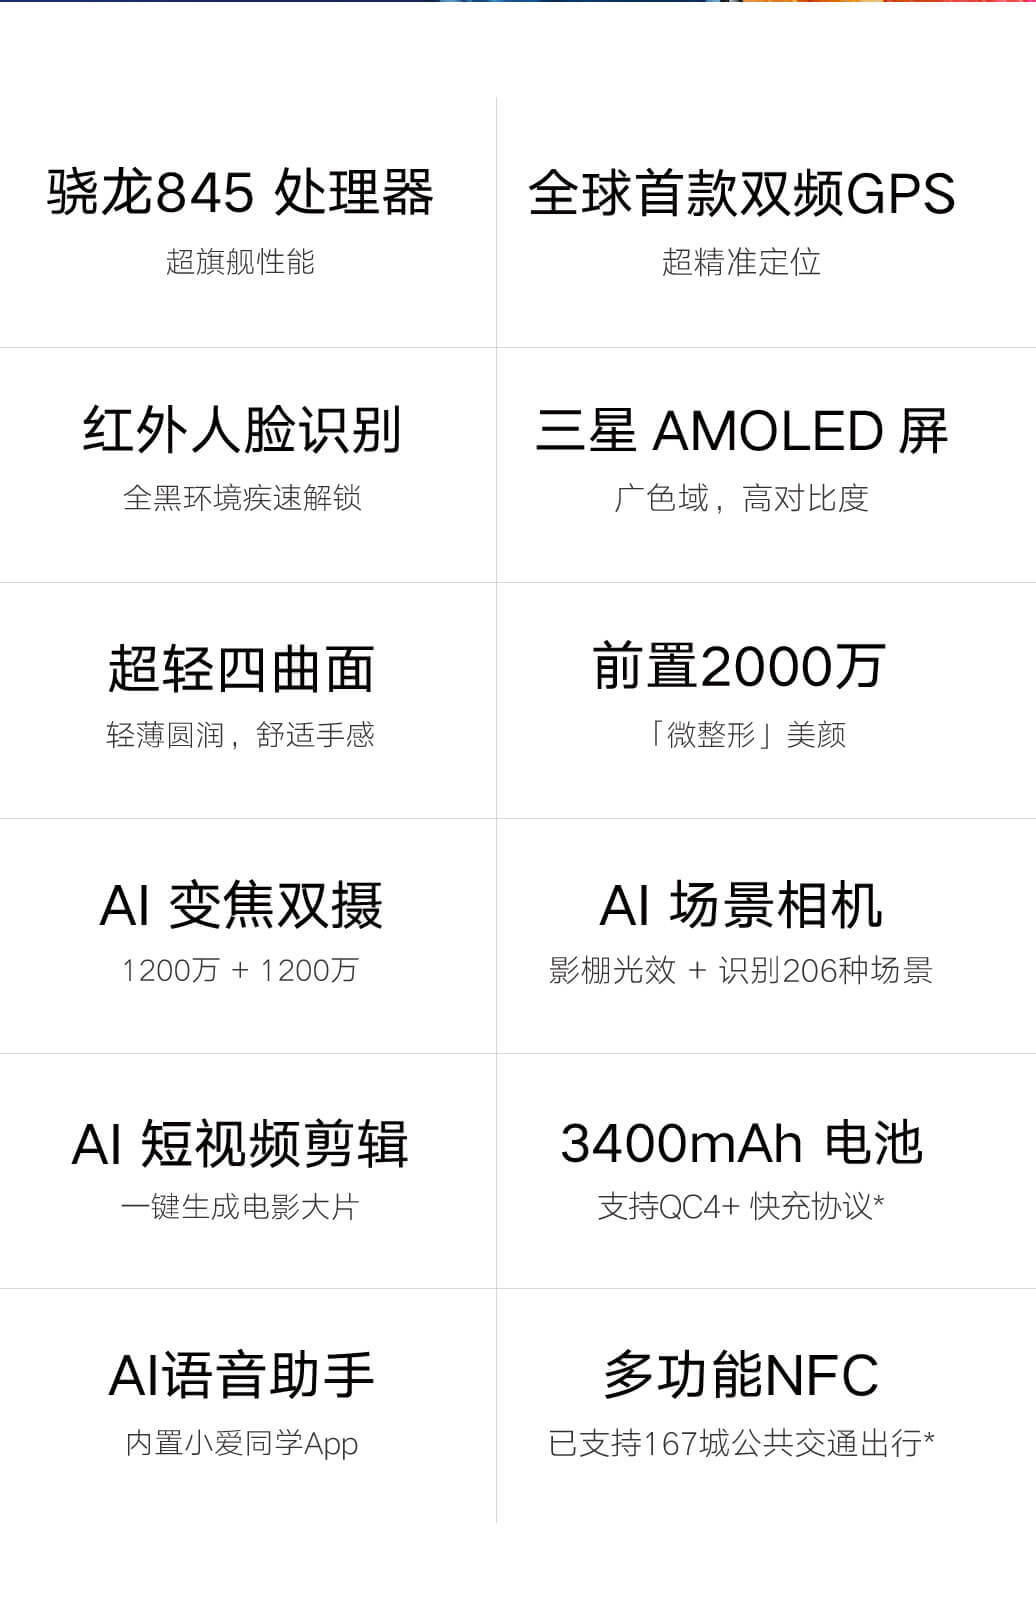 骁龙845 处理器
超旗舰性能
全球首款双频GPS
超精准定位
红外人脸识别
全黑环境疾速解锁
三星 AMOLED 屏
广色域，高对比度
超轻四曲面
轻薄圆润，舒适手感
前置2000万
「微整形」美颜
AI 变焦双摄
1200万 + 1200万
AI 场景相机
影棚光效 + 识别206种场景
AI 短视频剪辑
一键生成电影大片
3400mAh 电池
支持QC4+ 快充协议*
AI语音助手
内置小爱同学App
多功能NFC
已支持167城公共交通出行*